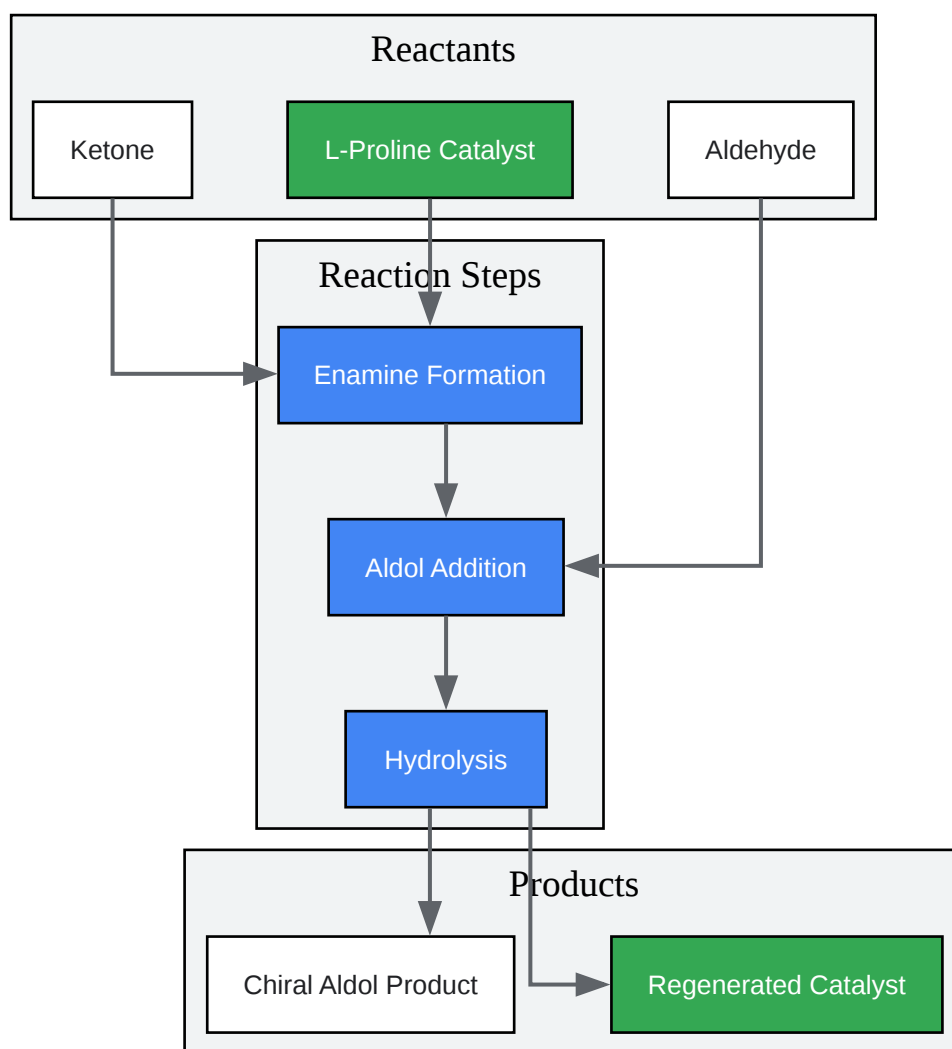 Reactants
Ketone
L-Proline Catalyst
Aldehyde
Reaction Steps
Enamine Formation
Aldol Addition
Hydrolysis
Products
Chiral Aldol Product
Regenerated Catalyst